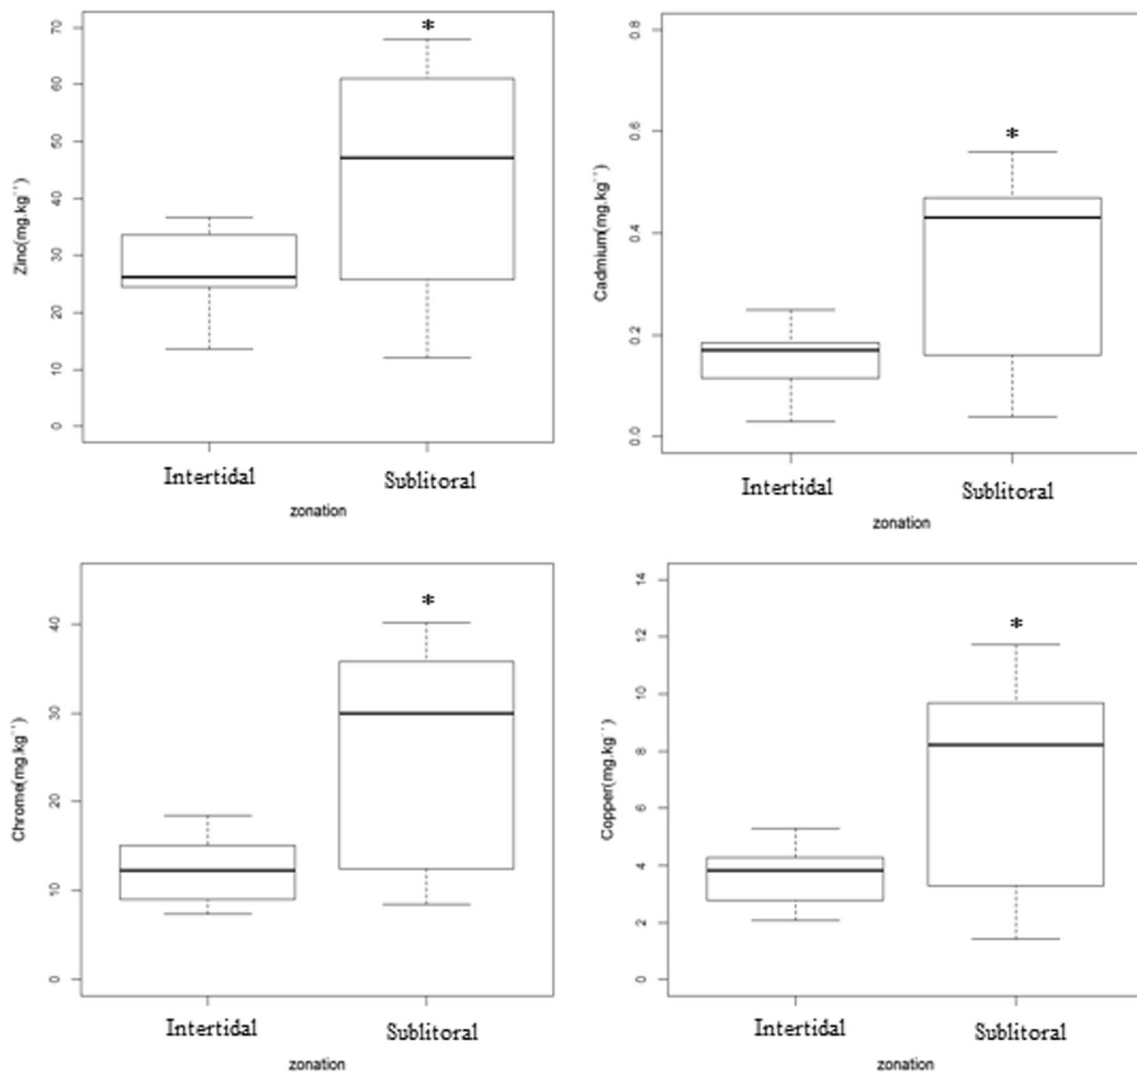 Zinc(mg.kg⁻¹)
70
60
50
40
30
20
10
0
*
Intertidal
Sublitoral
zonation
Cadmium(mg.kg⁻¹)
0.8
0.6
0.4
0.2
0.0
*
Intertidal
Sublitoral
zonation
Chrome(mg.kg⁻¹)
40
30
20
10
0
*
Intertidal
Sublitoral
zonation
Copper(mg.kg⁻¹)
14
12
10
8
6
4
2
0
*
Intertidal
Sublitoral
zonation